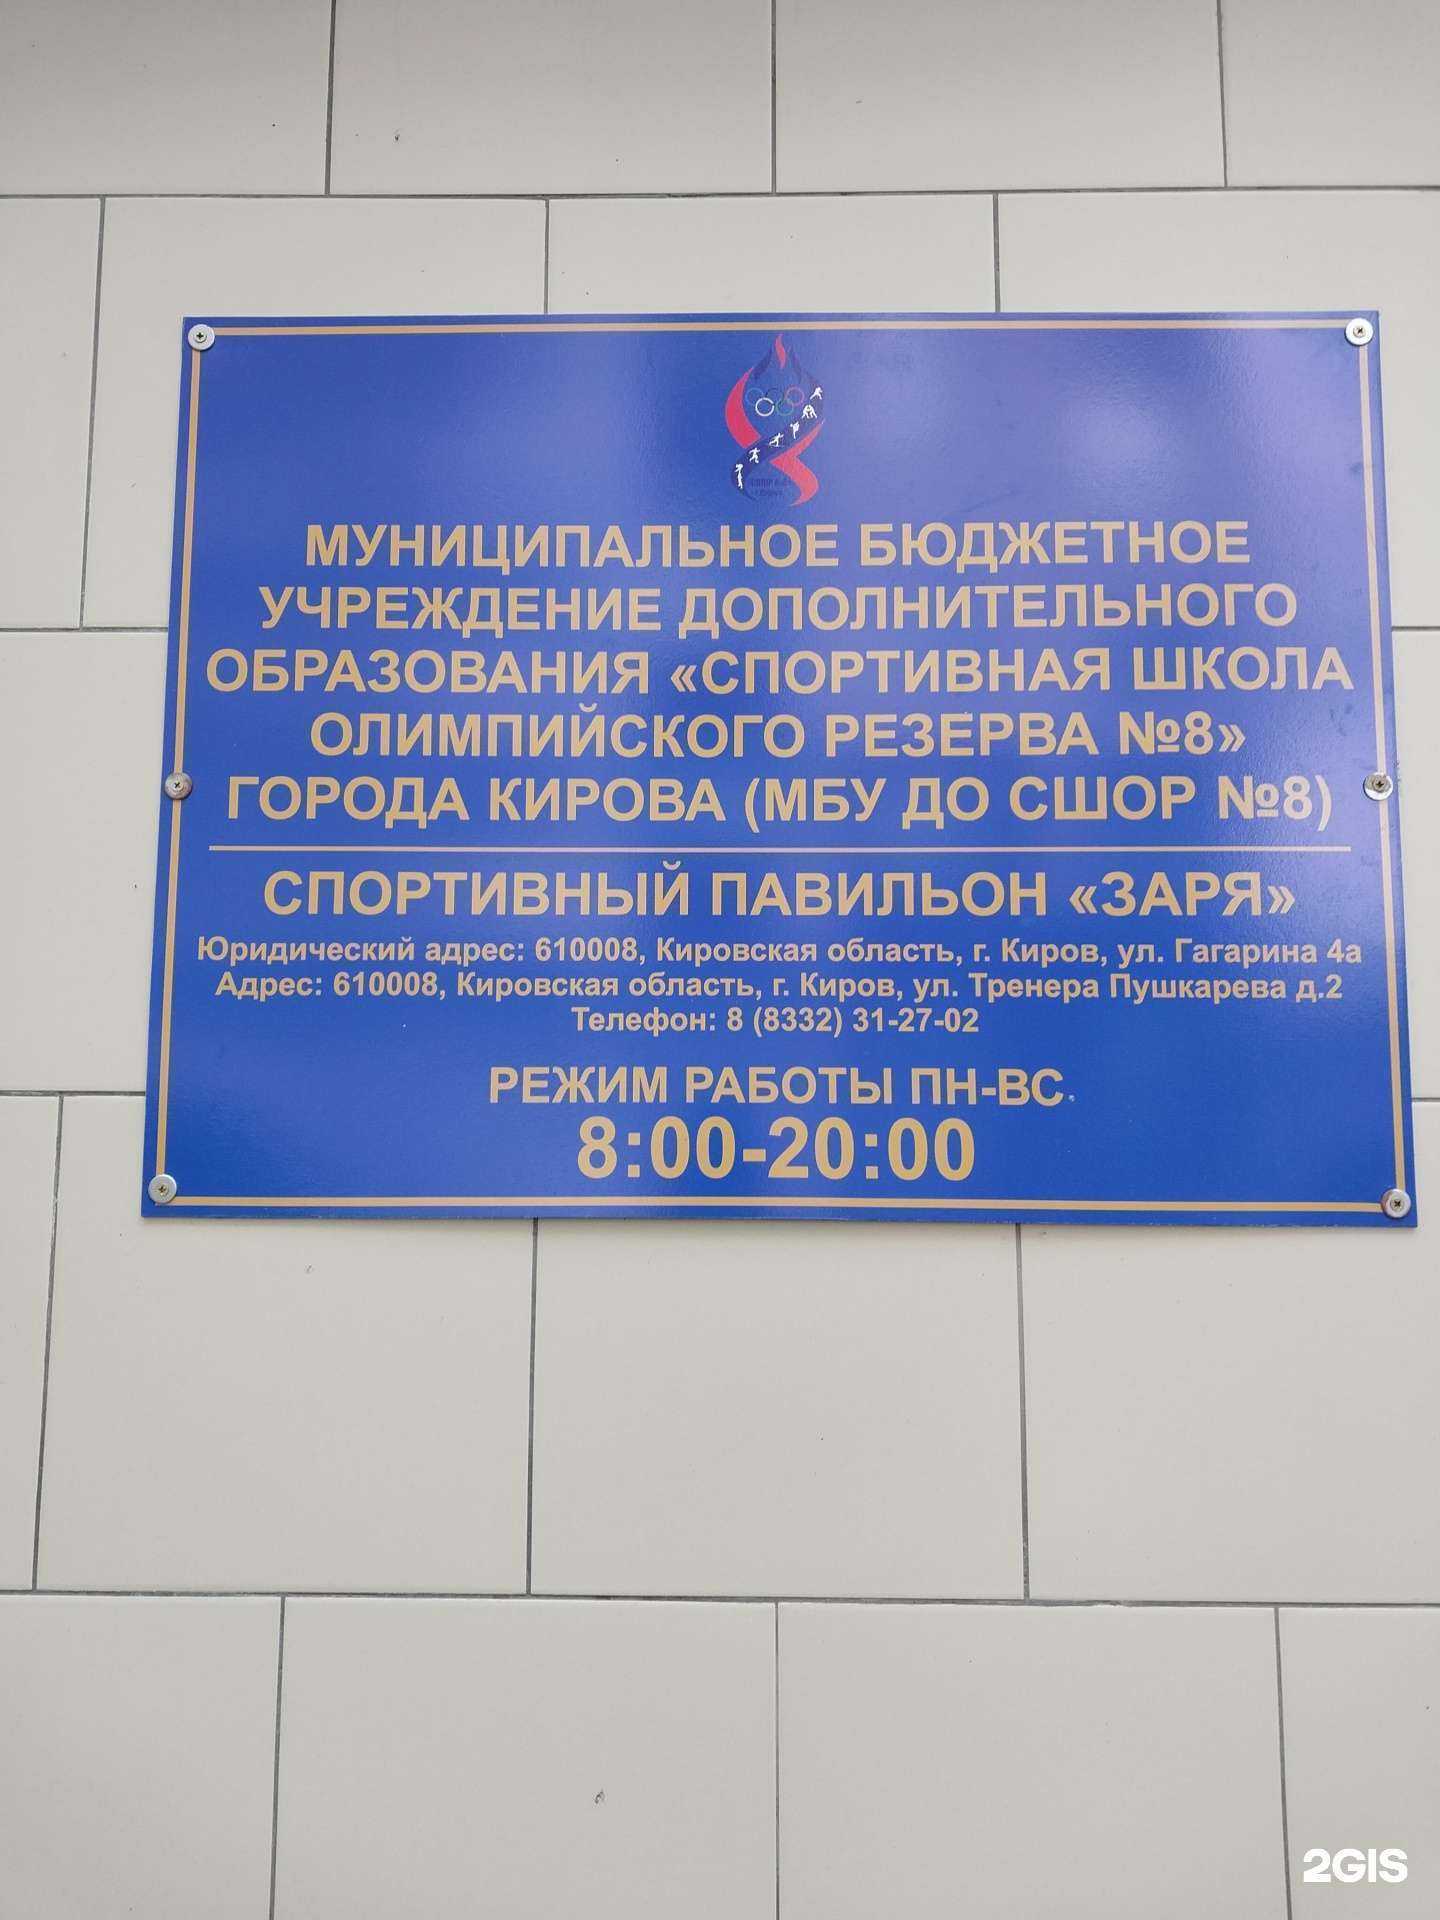 МУНИЦИПАЛЬНОЕ БЮДЖЕТНОЕ
УЧРЕЖДЕНИЕ ДОПОЛНИТЕЛЬНОГО
ОБРАЗОВАНИЯ «СПОРТИВНАЯ ШКОЛА
ОЛИМПИЙСКОГО РЕЗЕРВА №8»
ГОРОДА КИРОВА (МБУ ДО СШОР №8)
СПОРТИВНЫЙ ПАВИЛЬОН «ЗАРЯ»
Юридический адрес: 610008, Кировская область, г. Киров, ул. Гагарина 4а
Адрес: 610008, Кировская область, г. Киров, ул. Тренера Пушкарева д.2
Телефон: 8 (8332) 31-27-02
РЕЖИМ РАБОТЫ ПН-ВС
8:00-20:00
2GIS